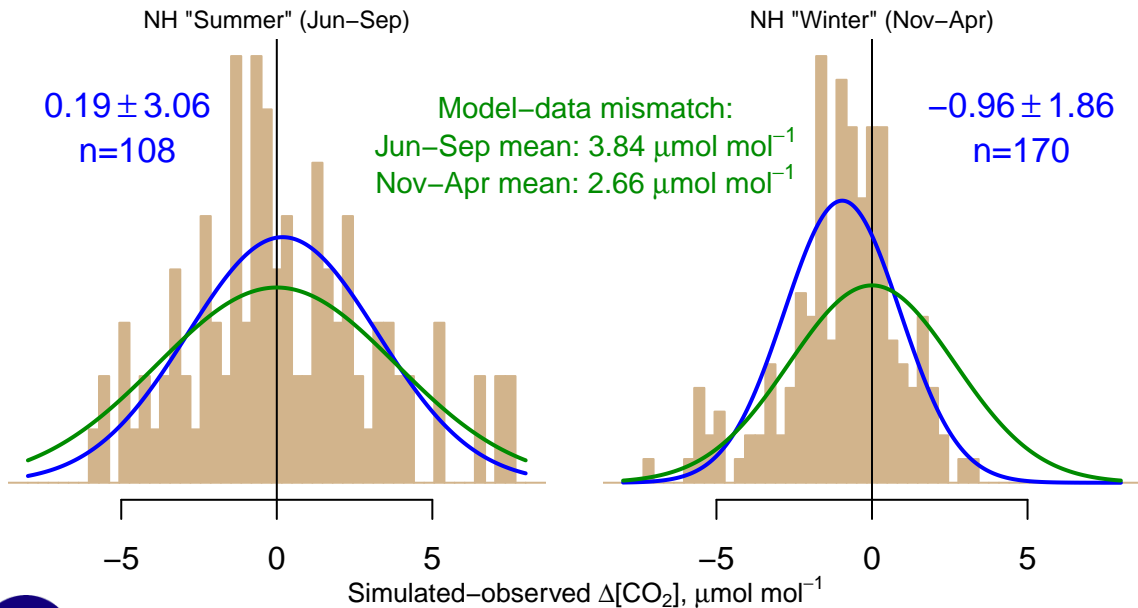 NH "Summer" (Jun−Sep)
NH "Winter" (Nov−Apr)
0.19 ± 3.06
n=108
Model−data mismatch:
Jun−Sep mean: 3.84 μmol mol⁻¹
Nov−Apr mean: 2.66 μmol mol⁻¹
−0.96 ± 1.86
n=170
−5 0 5
−5 0 5
Simulated−observed Δ[CO₂], μmol mol⁻¹